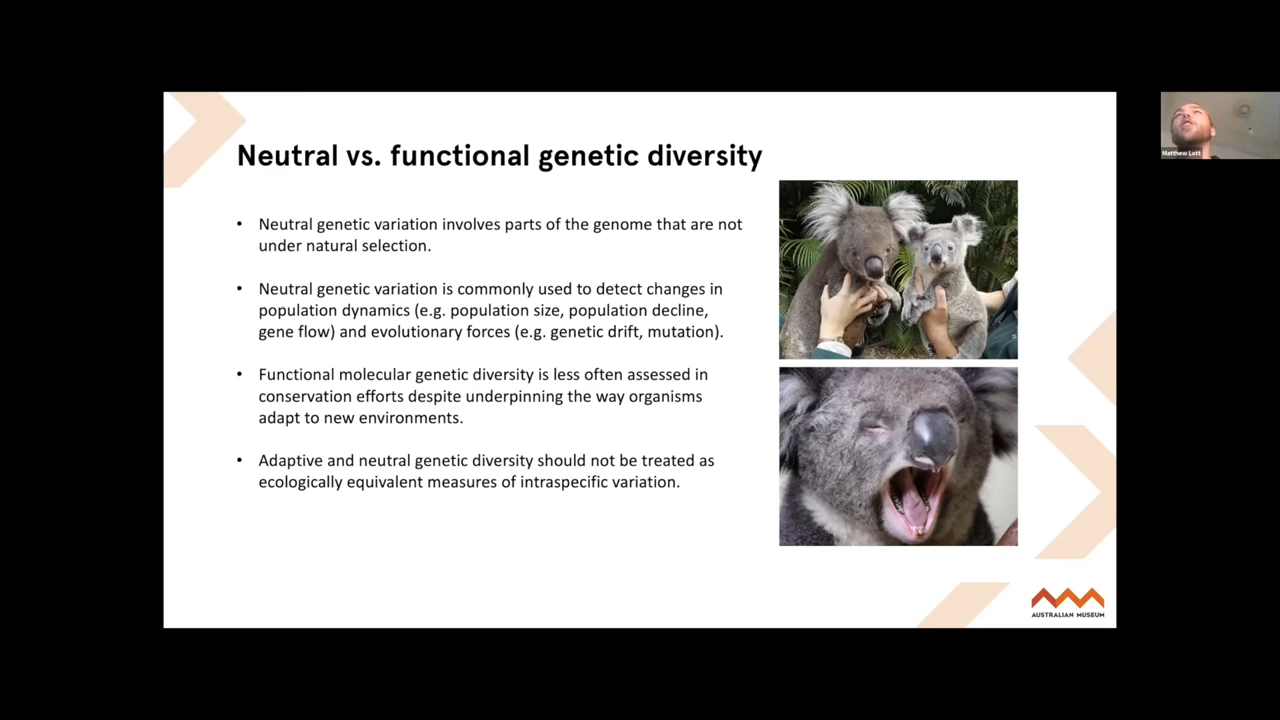 Neutral vs. functional genetic diversity
• Neutral genetic variation involves parts of the genome that are not
under natural selection.
• Neutral genetic variation is commonly used to detect changes in
population dynamics (e.g. population size, population decline,
gene flow) and evolutionary forces (e.g. genetic drift, mutation).
• Functional molecular genetic diversity is less often assessed in
conservation efforts despite underpinning the way organisms
adapt to new environments.
• Adaptive and neutral genetic diversity should not be treated as
ecologically equivalent measures of intraspecific variation.
AUSTRALIAN MUSEUM
Matthew Lott